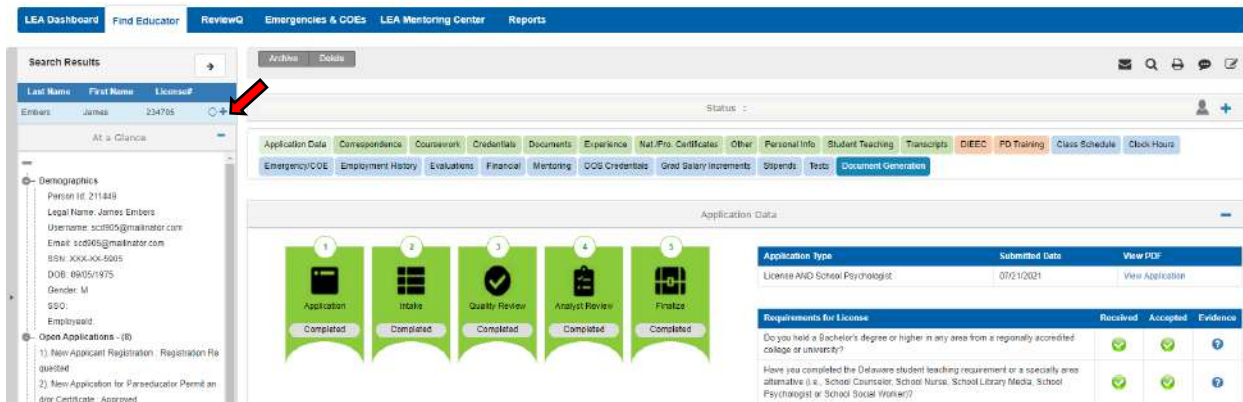 LEA Dashboard Find Educator ReviewQ Emergencies & COEs LEA Mentoring Center Reports
Search Results
Archive Delete
Last Name First Name License#
Embers James 234705
Status :
At a Glance
Application Data Correspondence Coursework Credentials Documents Experience Nat./Pro. Certificates Other Personal Info Student Teaching Transcripts DIEEC PD Training Class Schedule Clock Hours
Emergency/COE Employment History Evaluations Financial Mentoring OOS Credentials Grad Salary Increments Stipends Tests Document Generation
Demographics
Person Id: 211449
Legal Name: James Embers
Username: scd905@mailinator.com
Email: scd905@mailinator.com
SSN: XXX-XX-5905
DOB: 09/05/1975
Gender: M
SSO:
EmployeeId:
Open Applications - (8)
1). New Applicant Registration : Registration Re
quested
2). New Application for Paraeducator Permit an
d/or Certificate : Approved
Application Data
1 2 3 4 5
Application Intake Quality Review Analyst Review Finalize
Completed Completed Completed Completed Completed
Application Type Submitted Date View PDF
License AND School Psychologist 07/21/2021 View Application
Requirements for License Received Accepted Evidence
Do you hold a Bachelor's degree or higher in any area from a regionally accredited
college or university?
Have you completed the Delaware student teaching requirement or a specialty area
alternative (i.e., School Counselor, School Nurse, School Library Media, School
Psychologist or School Social Worker)?